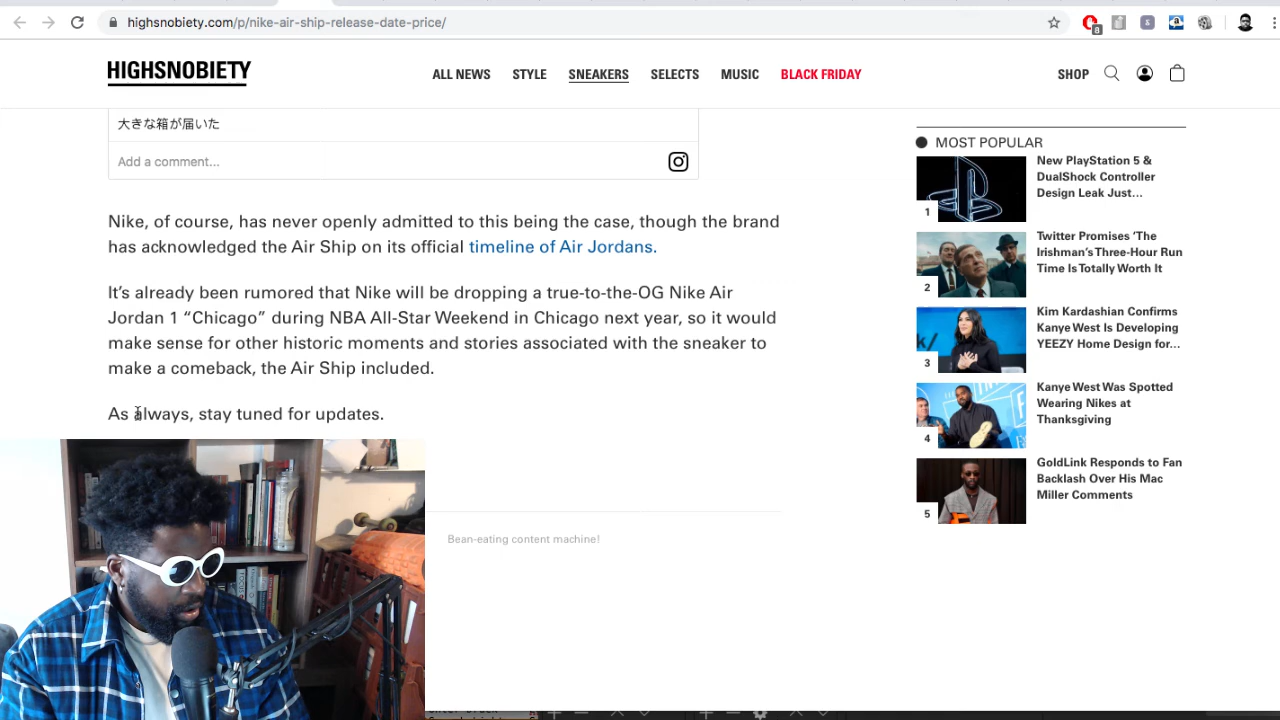 highsnobiety.com/p/nike-air-ship-release-date-price/
8
HIGHSNOBIETY
ALL NEWS
STYLE
SNEAKERS
SELECTS
MUSIC
BLACK FRIDAY
SHOP
大きな箱が届いた
Add a comment...
Nike, of course, has never openly admitted to this being the case, though the brand
has acknowledged the Air Ship on its official timeline of Air Jordans.
It’s already been rumored that Nike will be dropping a true-to-the-OG Nike Air
Jordan 1 “Chicago” during NBA All-Star Weekend in Chicago next year, so it would
make sense for other historic moments and stories associated with the sneaker to
make a comeback, the Air Ship included.
As always, stay tuned for updates.
Bean-eating content machine!
MOST POPULAR
1
New PlayStation 5 &
DualShock Controller
Design Leak Just…
2
Twitter Promises ‘The
Irishman’s Three-Hour Run
Time Is Totally Worth It
3
Kim Kardashian Confirms
Kanye West Is Developing
YEEZY Home Design for…
4
Kanye West Was Spotted
Wearing Nikes at
Thanksgiving
5
GoldLink Responds to Fan
Backlash Over His Mac
Miller Comments